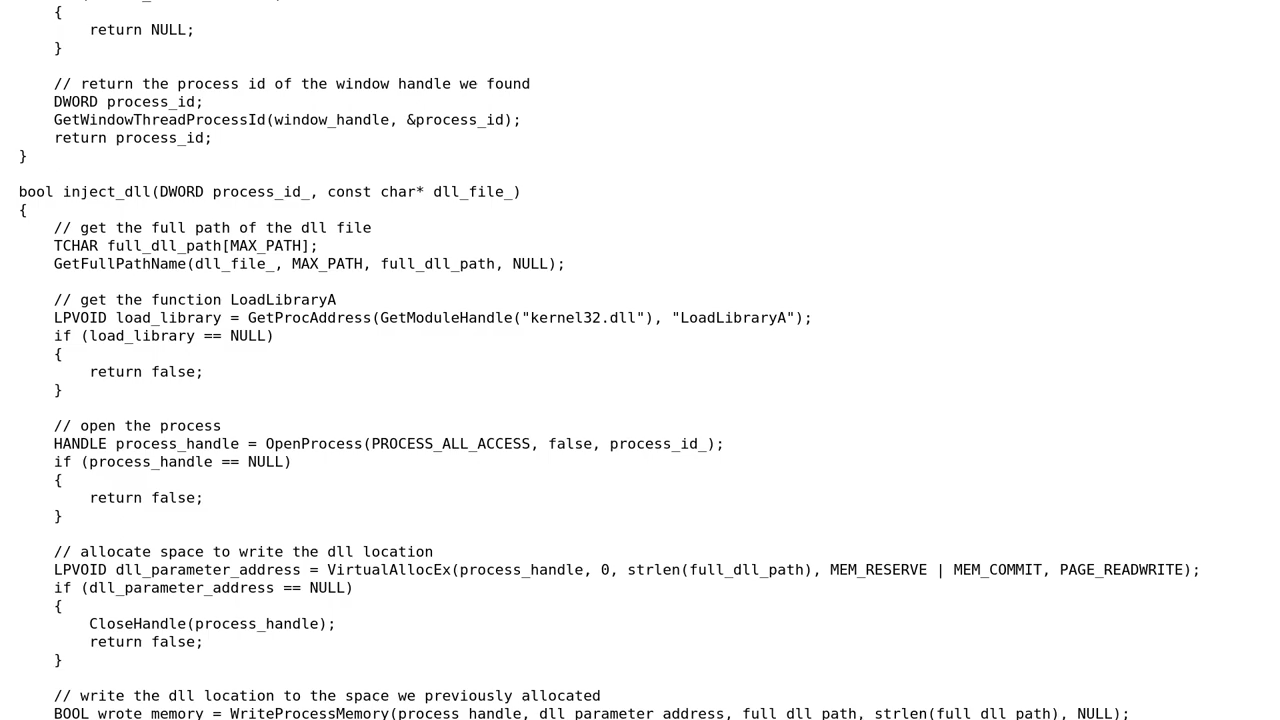 {
return NULL;
}
// return the process id of the window handle we found
DWORD process_id;
GetWindowThreadProcessId(window_handle, &process_id);
return process_id;
}
bool inject_dll(DWORD process_id_, const char* dll_file_)
{
// get the full path of the dll file
TCHAR full_dll_path[MAX_PATH];
GetFullPathName(dll_file_, MAX_PATH, full_dll_path, NULL);
// get the function LoadLibraryA
LPVOID load_library = GetProcAddress(GetModuleHandle("kernel32.dll"), "LoadLibraryA");
if (load_library == NULL)
{
return false;
}
// open the process
HANDLE process_handle = OpenProcess(PROCESS_ALL_ACCESS, false, process_id_);
if (process_handle == NULL)
{
return false;
}
// allocate space to write the dll location
LPVOID dll_parameter_address = VirtualAllocEx(process_handle, 0, strlen(full_dll_path), MEM_RESERVE | MEM_COMMIT, PAGE_READWRITE);
if (dll_parameter_address == NULL)
{
CloseHandle(process_handle);
return false;
}
// write the dll location to the space we previously allocated
BOOL wrote_memory = WriteProcessMemory(process_handle, dll_parameter_address, full_dll_path, strlen(full_dll_path), NULL);